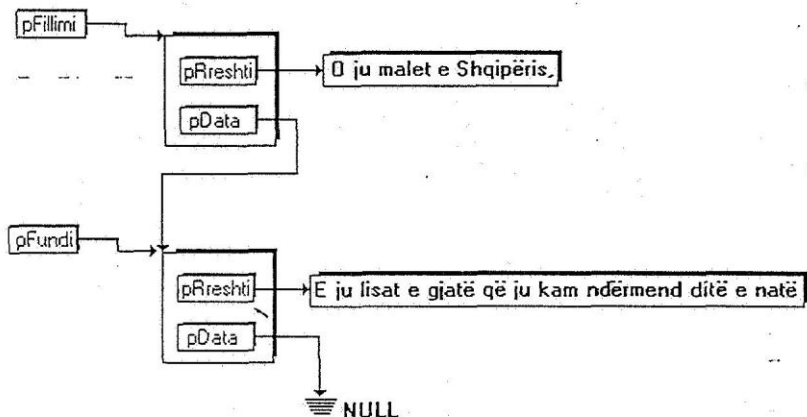 pFillimi
pRreshti
O ju malet e Shqipëris,
pData
pFundi
pRreshti
E ju lisat e gjatë që ju kam ndërmend ditë e natë
pData
NULL